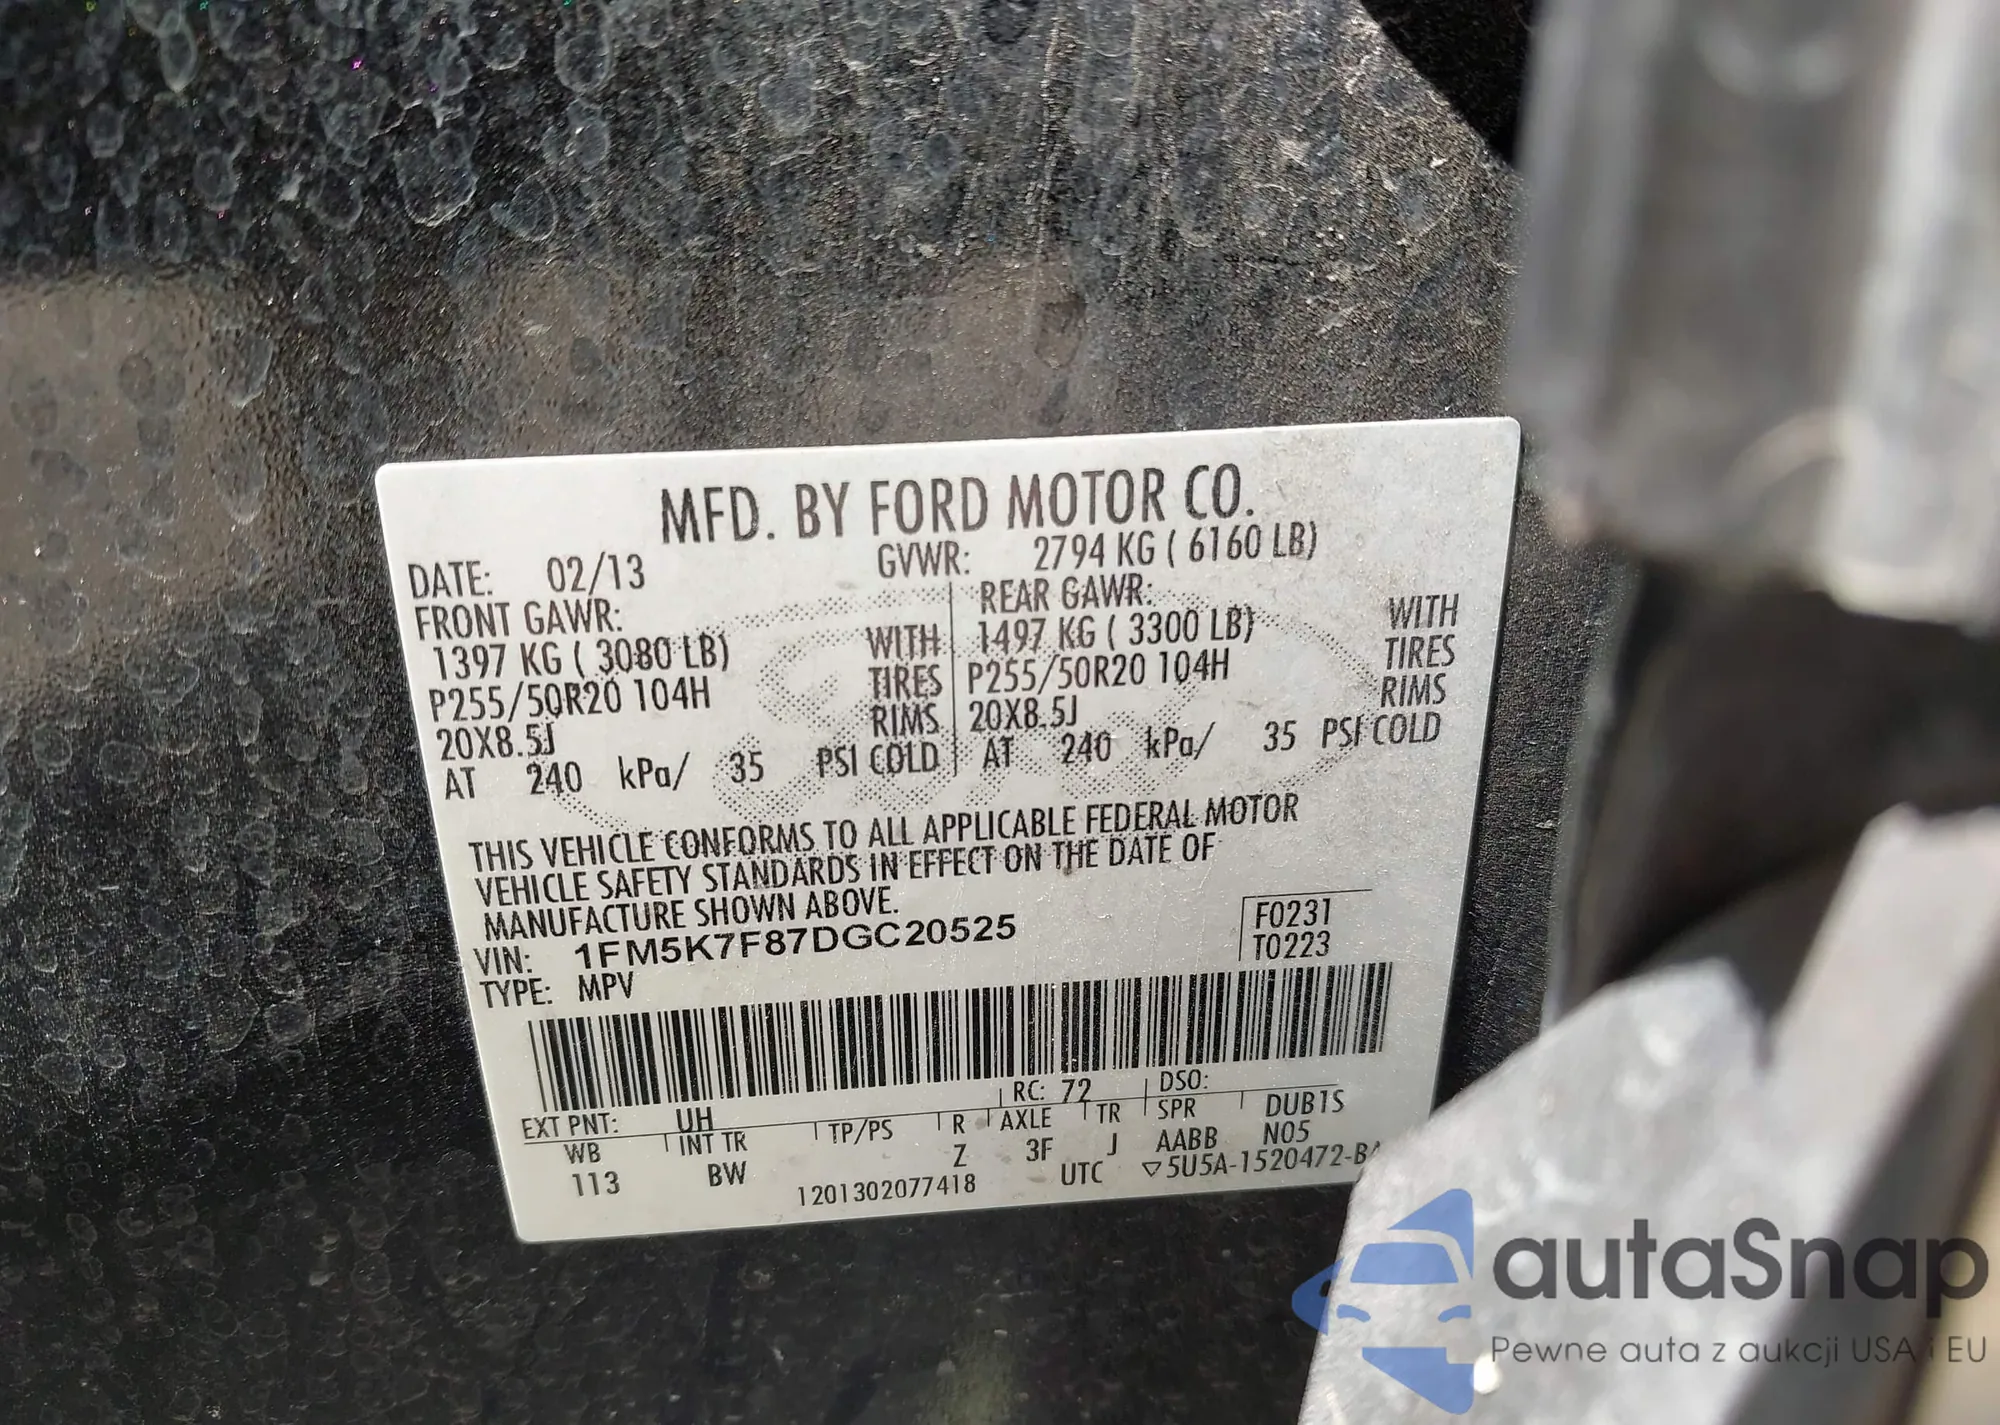 MFD. BY FORD MOTOR CO.
DATE: 02/13 GVWR: 2794 KG ( 6160 LB)
FRONT GAWR: REAR GAWR:
1397 KG ( 3080 LB) WITH 1497 KG ( 3300 LB) WITH
P255/50R20 104H TIRES P255/50R20 104H TIRES
20X8.5J RIMS 20X8.5J RIMS
AT 240 kPa/ 35 PSI COLD AT 240 kPa/ 35 PSI COLD
THIS VEHICLE CONFORMS TO ALL APPLICABLE FEDERAL MOTOR
VEHICLE SAFETY STANDARDS IN EFFECT ON THE DATE OF
MANUFACTURE SHOWN ABOVE.
VIN: 1FM5K7F87DGC20525 F0231
TYPE: MPV T0223
EXT PNT: UH RC: 72 DSO:
WB INT TR TP/PS R AXLE TR SPR DUB1S
113 BW Z 3F J AABB N05
1201302077418 UTC ▽5U5A-1520472-BA
autaSnap
Pewne auta z aukcji USA i EU